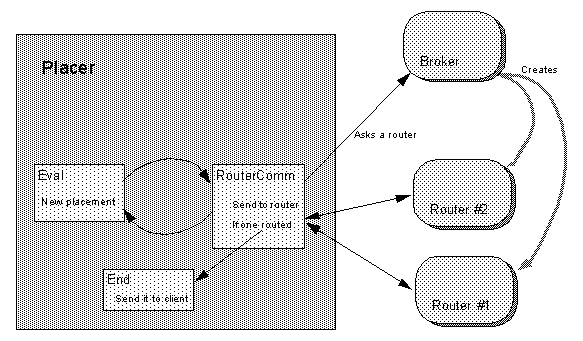 Placer
Broker
Creates
Asks a router
Eval
New placement
RouterComm
Send to router
If one routed
Router #2
End
Send it to client
Router #1